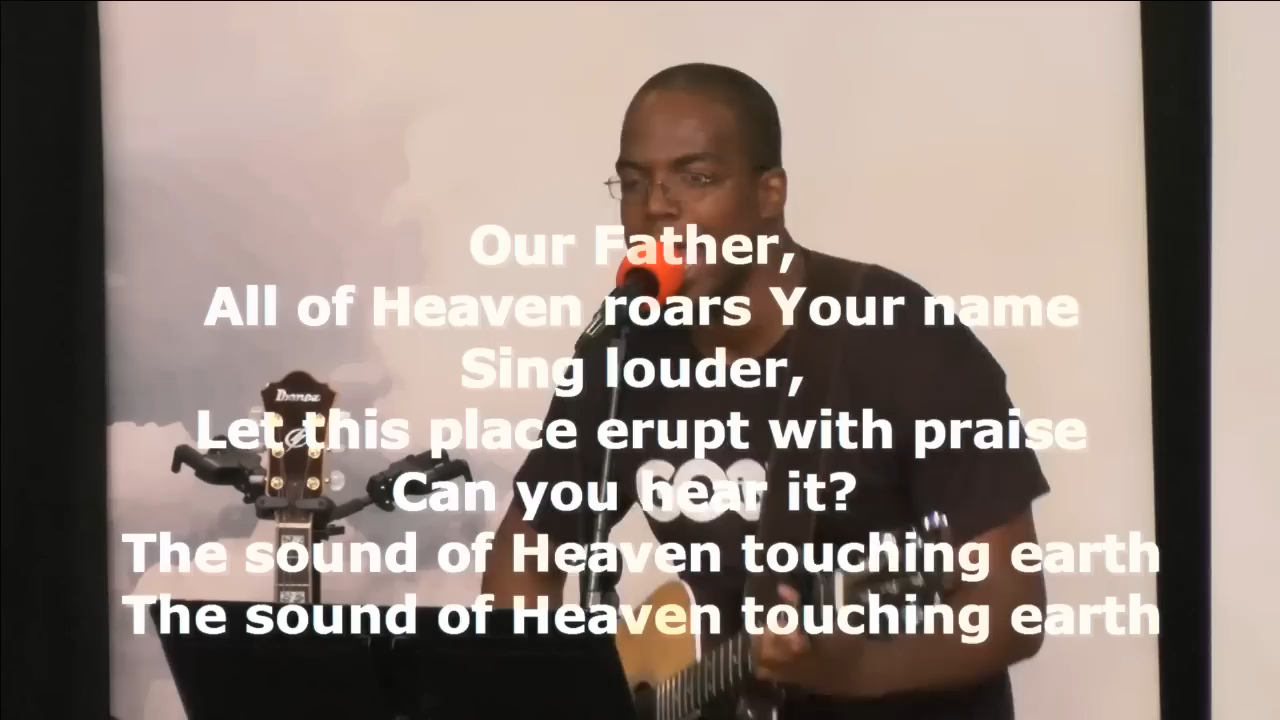 Ibanez
Our Father,
All of Heaven roars Your name
Sing louder,
Let this place erupt with praise
Can you hear it?
The sound of Heaven touching earth
The sound of Heaven touching earth